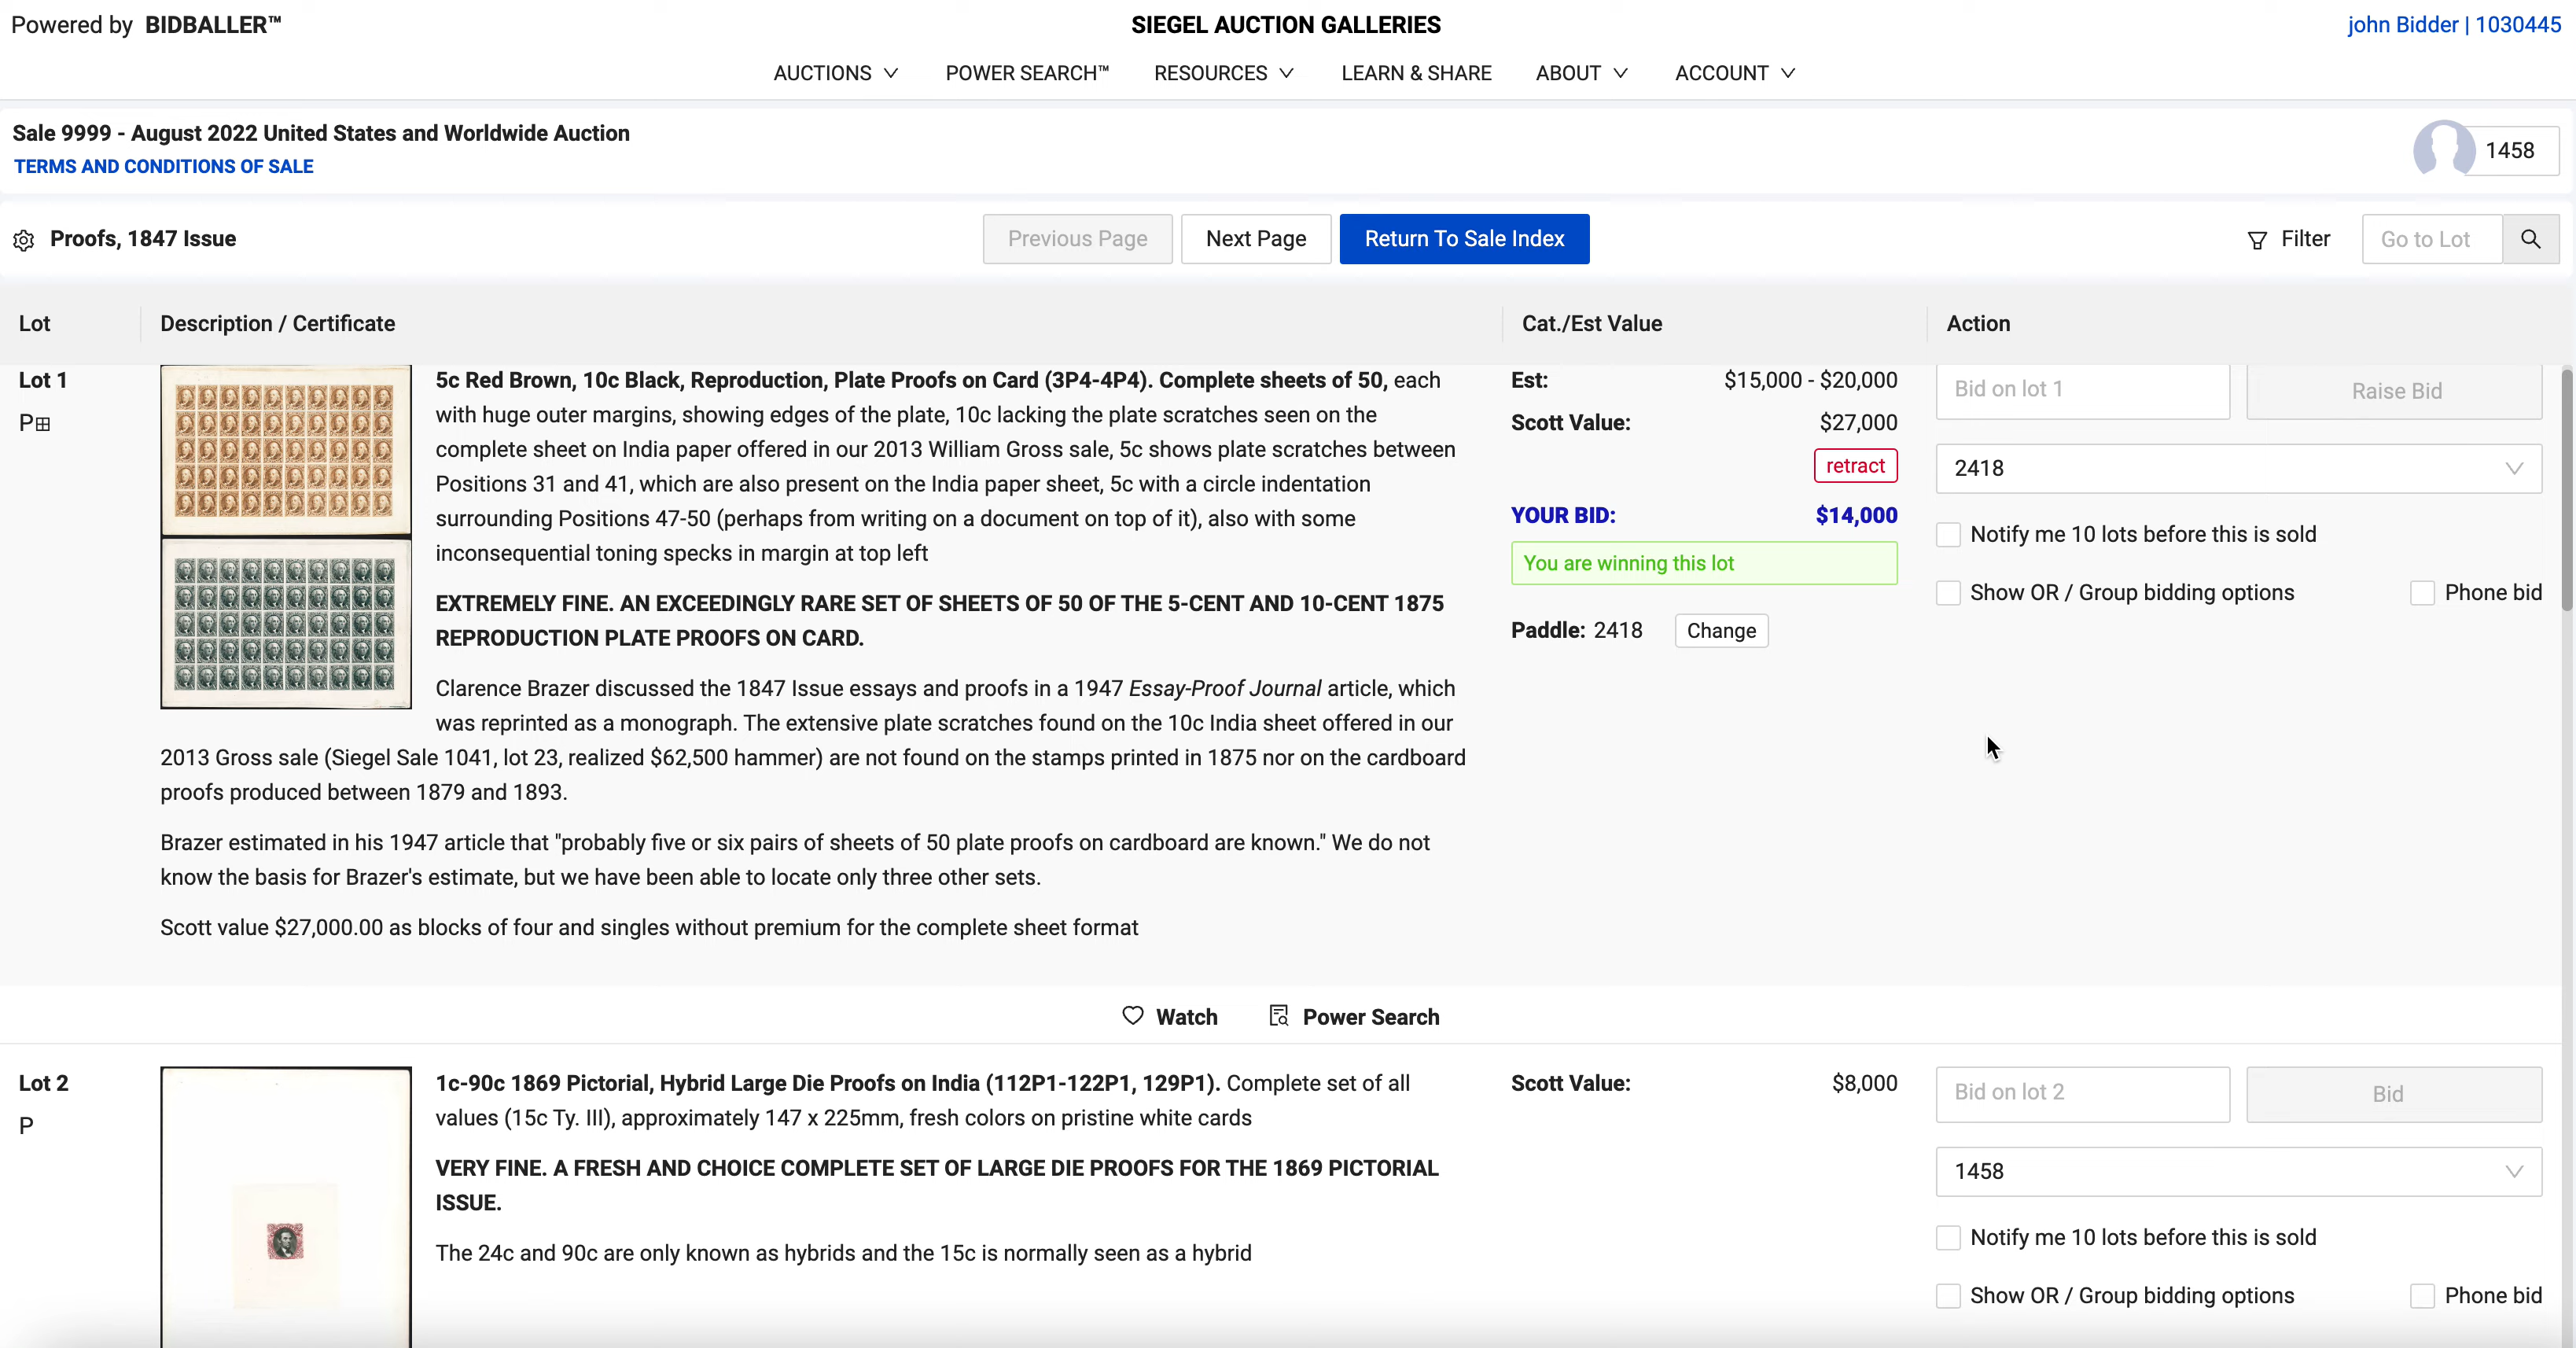 Powered by BIDBALLER™
SIEGEL AUCTION GALLERIES
john Bidder | 1030445
AUCTIONS
POWER SEARCH™
RESOURCES
LEARN & SHARE
ABOUT
ACCOUNT
Sale 9999 - August 2022 United States and Worldwide Auction
TERMS AND CONDITIONS OF SALE
1458
Proofs, 1847 Issue
Previous Page
Next Page
Return To Sale Index
Filter
Go to Lot
Lot
Description / Certificate
Cat./Est Value
Action
Lot 1
P⊞
5c Red Brown, 10c Black, Reproduction, Plate Proofs on Card (3P4-4P4). Complete sheets of 50, each
with huge outer margins, showing edges of the plate, 10c lacking the plate scratches seen on the
complete sheet on India paper offered in our 2013 William Gross sale, 5c shows plate scratches between
Positions 31 and 41, which are also present on the India paper sheet, 5c with a circle indentation
surrounding Positions 47-50 (perhaps from writing on a document on top of it), also with some
inconsequential toning specks in margin at top left
EXTREMELY FINE. AN EXCEEDINGLY RARE SET OF SHEETS OF 50 OF THE 5-CENT AND 10-CENT 1875
REPRODUCTION PLATE PROOFS ON CARD.
Clarence Brazer discussed the 1847 Issue essays and proofs in a 1947 Essay-Proof Journal article, which
was reprinted as a monograph. The extensive plate scratches found on the 10c India sheet offered in our
2013 Gross sale (Siegel Sale 1041, lot 23, realized $62,500 hammer) are not found on the stamps printed in 1875 nor on the cardboard
proofs produced between 1879 and 1893.
Brazer estimated in his 1947 article that "probably five or six pairs of sheets of 50 plate proofs on cardboard are known." We do not
know the basis for Brazer's estimate, but we have been able to locate only three other sets.
Scott value $27,000.00 as blocks of four and singles without premium for the complete sheet format
Est: $15,000 - $20,000
Scott Value: $27,000
retract
YOUR BID: $14,000
You are winning this lot
Paddle: 2418 Change
Bid on lot 1
Raise Bid
2418
Notify me 10 lots before this is sold
Show OR / Group bidding options
Phone bid
Watch
Power Search
Lot 2
P
1c-90c 1869 Pictorial, Hybrid Large Die Proofs on India (112P1-122P1, 129P1). Complete set of all
values (15c Ty. III), approximately 147 x 225mm, fresh colors on pristine white cards
VERY FINE. A FRESH AND CHOICE COMPLETE SET OF LARGE DIE PROOFS FOR THE 1869 PICTORIAL
ISSUE.
The 24c and 90c are only known as hybrids and the 15c is normally seen as a hybrid
Scott Value: $8,000
Bid on lot 2
Bid
1458
Notify me 10 lots before this is sold
Show OR / Group bidding options
Phone bid